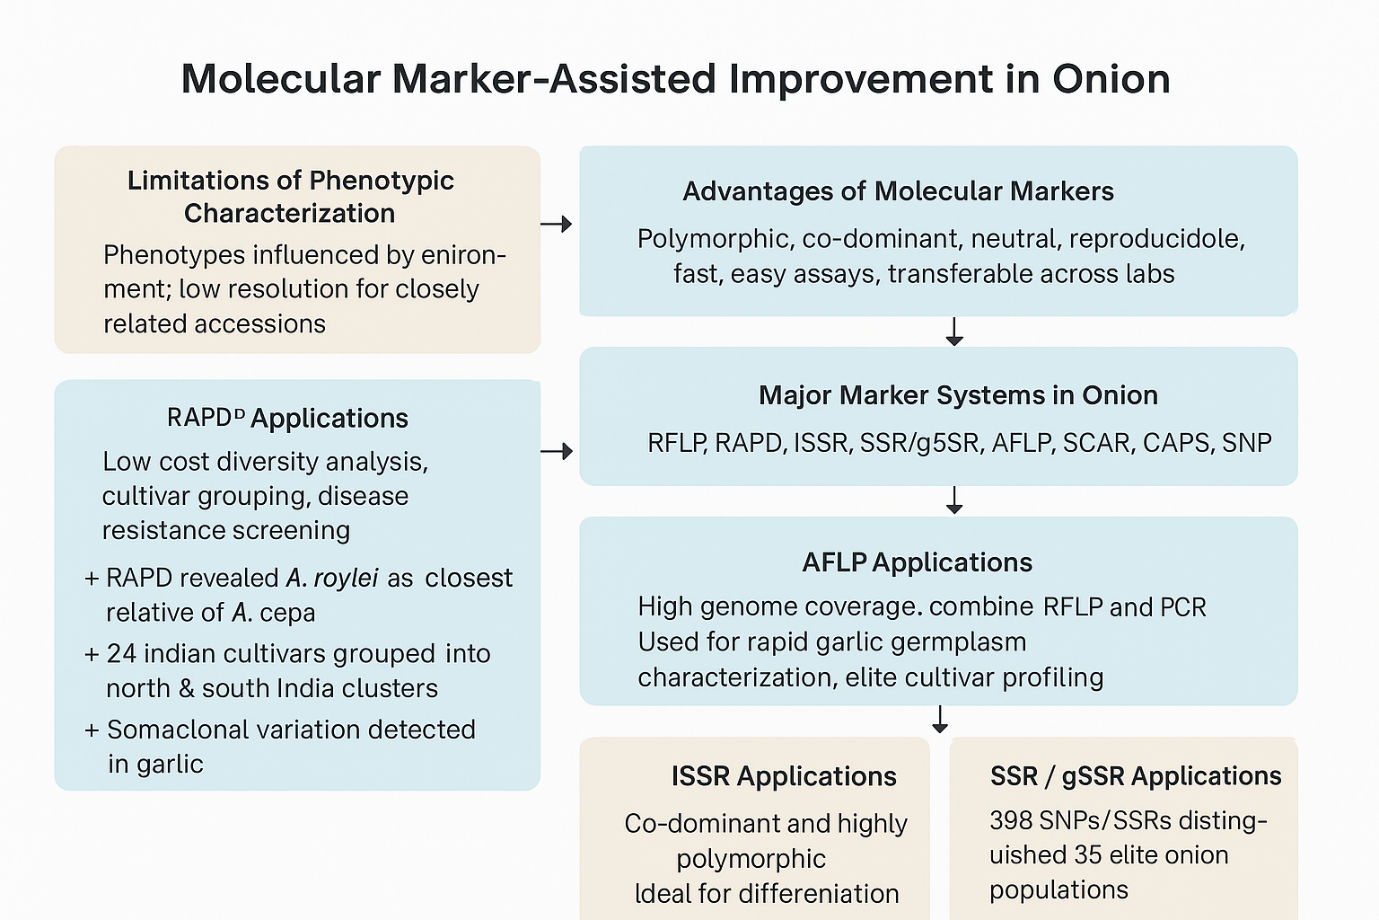 Molecular Marker-Assisted Improvement in Onion
Limitations of Phenotypic
Characterization
Phenotypes influenced by eniron-
ment; low resolution for closely
related accessions
Advantages of Molecular Markers
Polymorphic, co-dominant, neutral, reproducidole,
fast, easy assays, transferable across labs
RAPDᴰ Applications
Low cost diversity analysis,
cultivar grouping, disease
resistance screening
+ RAPD revealed A. roylei as closest
relative of A. cepa
+ 24 indian cultivars grouped into
north & south India clusters
+ Somaclonal variation detected
in garlic
Major Marker Systems in Onion
RFLP, RAPD, ISSR, SSR/g5SR, AFLP, SCAR, CAPS, SNP
AFLP Applications
High genome coverage. combine RFLP and PCR
Used for rapid garlic germplasm
characterization, elite cultivar profiling
ISSR Applications
Co-dominant and highly
polymorphic
Ideal for differeniation
SSR / gSSR Applications
398 SNPs/SSRs disting-
uished 35 elite onion
populations